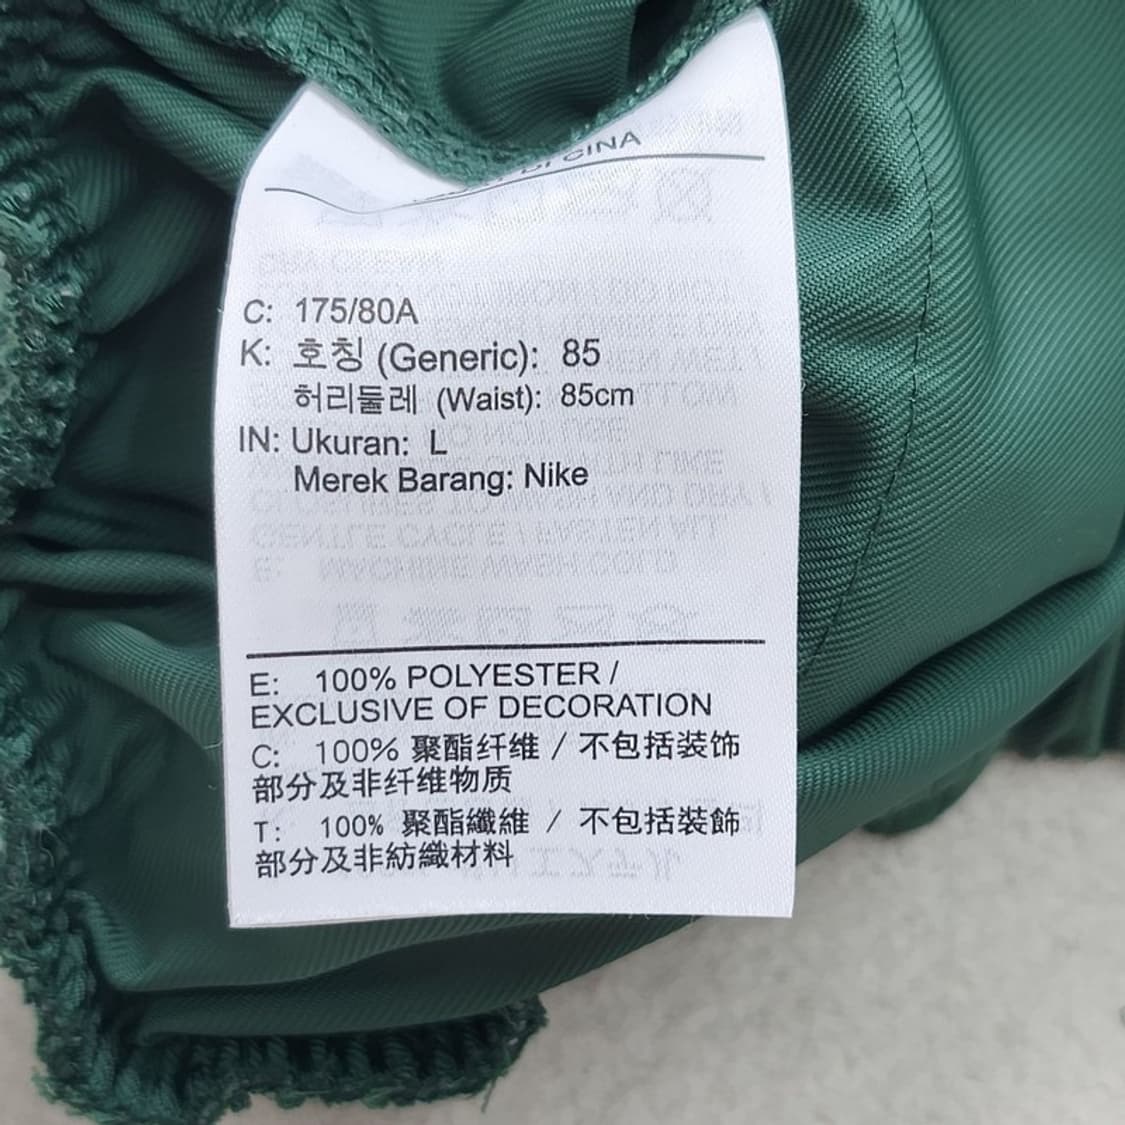 DI CINA
C: 175/80A
K: 호칭 (Generic): 85
허리둘레 (Waist): 85cm
IN: Ukuran: L
Merek Barang: Nike
E: 100% POLYESTER /
EXCLUSIVE OF DECORATION
C: 100% 聚酯纤维 / 不包括装饰
部分及非纤维物质
T: 100% 聚酯纖維 / 不包括裝飾
部分及非紡織材料